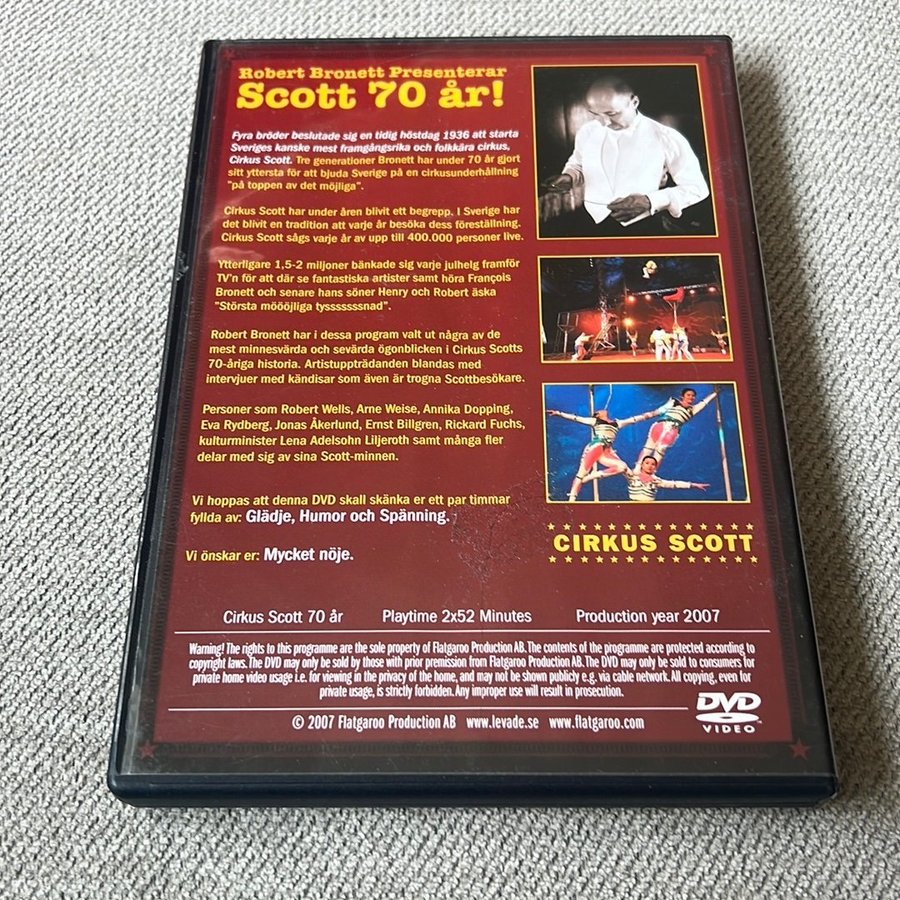 Robert Bronett Presenterar
Scott 70 år!
Fyra bröder beslutade sig en tidig höstdag 1936 att starta
Sveriges kanske mest framgångsrika och folkkära cirkus,
Cirkus Scott. Tre generationer Bronett har under 70 år gjort
sitt yttersta för att bjuda Sverige på en cirkusunderhållning
"på toppen av det möjliga".
Cirkus Scott har under åren blivit ett begrepp. I Sverige har
det blivit en tradition att varje år besöka dess föreställning.
Cirkus Scott sågs varje år av upp till 400.000 personer live.
Ytterligare 1,5-2 miljoner bänkade sig varje julhelg framför
TV'n för att där se fantastiska artister samt höra François
Bronett och senare hans söner Henry och Robert äska
"Största mööölliga tysssssssnad".
Robert Bronett har i dessa program valt ut några av de
mest minnesvärda och sevärda ögonblicken i Cirkus Scotts
70-åriga historia. Artistuppträdanden blandas med
intervjuer med kändisar som även är trogna Scottbesökare.
Personer som Robert Wells, Arne Weise, Annika Dopping,
Eva Rydberg, Jonas Åkerlund, Ernst Billgren, Rickard Fuchs,
kulturminister Lena Adelsohn Liljeroth samt många fler
delar med sig av sina Scott-minnen.
Vi hoppas att denna DVD skall skänka er ett par timmar
fyllda av: Glädje, Humor och Spänning.
Vi önskar er: Mycket nöje.
CIRKUS SCOTT
Cirkus Scott 70 år Playtime 2x52 Minutes Production year 2007
Warning! The rights to this programme are the sole property of Flatgaroo Production AB. The contents of the programme are protected according to
copyright laws. The DVD may only be sold by those with prior premission from Flatgaroo Production AB. The DVD may only be sold to consumers for
private home video usage i.e. for viewing in the privacy of the home, and may not be shown publicly e.g. via cable network. All copying, even for
private usage, is strictly forbidden. Any improper use will result in prosecution.
DVD
VIDEO
© 2007 Flatgaroo Production AB www.levade.se www.flatgaroo.com